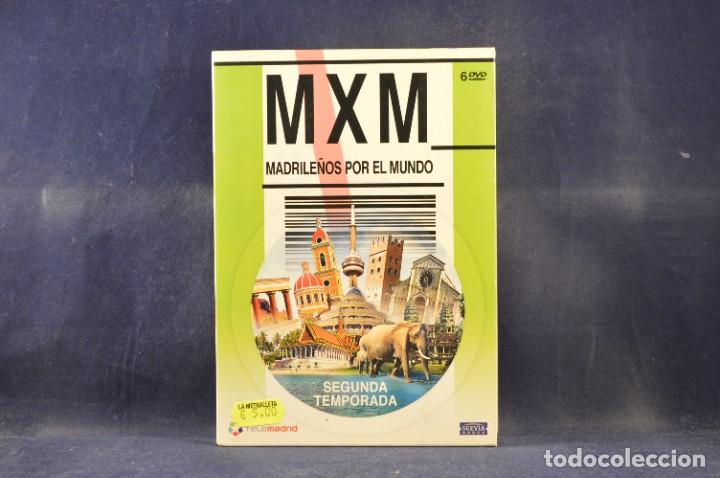 6 DVD
MXM
MADRILEÑOS POR EL MUNDO
SEGUNDA
TEMPORADA
LA METRALLETA
€ 5.00
Telemadrid
SUEVIA
todocoleccion